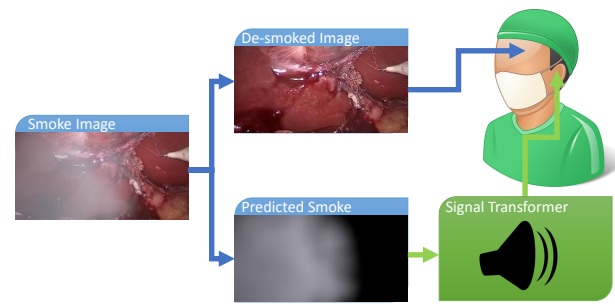 De-smoked Image
Smoke Image
Predicted Smoke
Signal Transformer